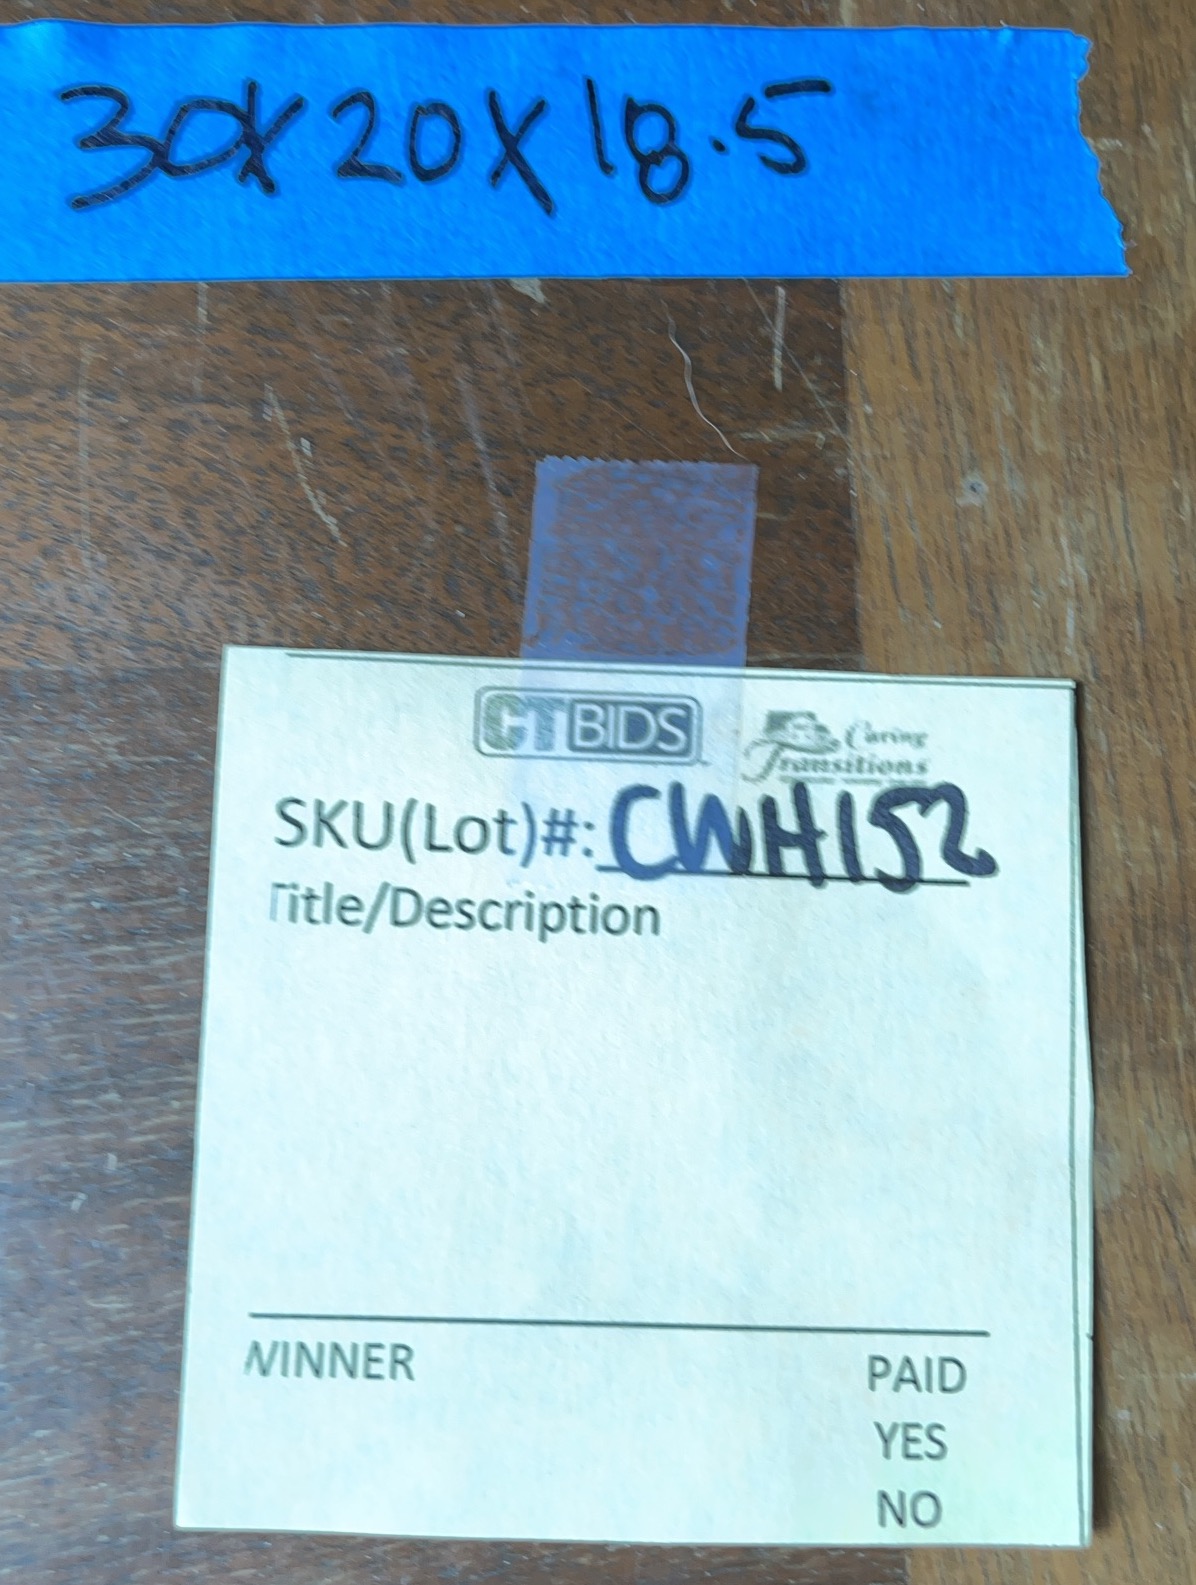 30X20X18.5
CTBIDS
Caring
Transitions
SKU(Lot)#: CWH152
Title/Description
WINNER
PAID
YES
NO